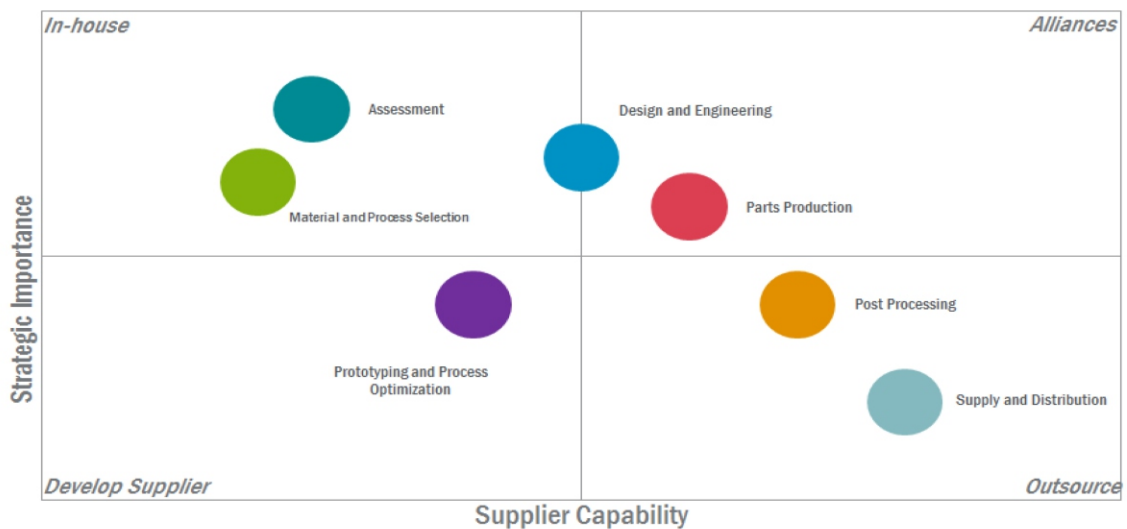 In-house
Alliances
Assessment
Design and Engineering
Material and Process Selection
Parts Production
Strategic Importance
Post Processing
Prototyping and Process
Optimization
Supply and Distribution
Develop Supplier
Outsource
Supplier Capability